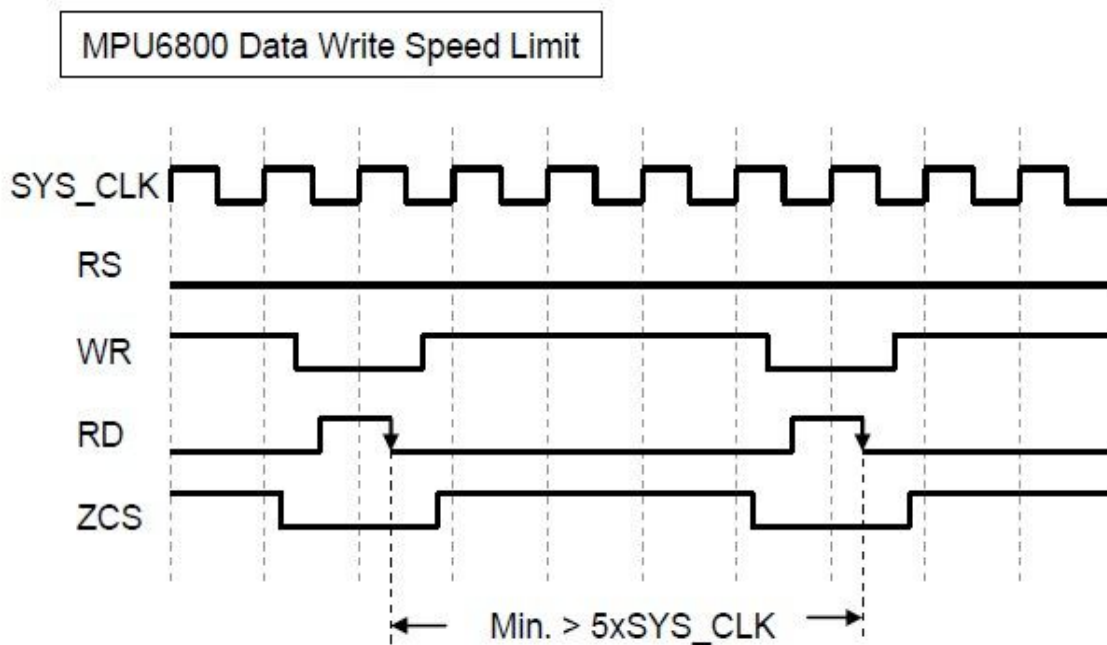 MPU6800 Data Write Speed Limit
SYS_CLK
RS
WR
RD
ZCS
Min. > 5xSYS_CLK